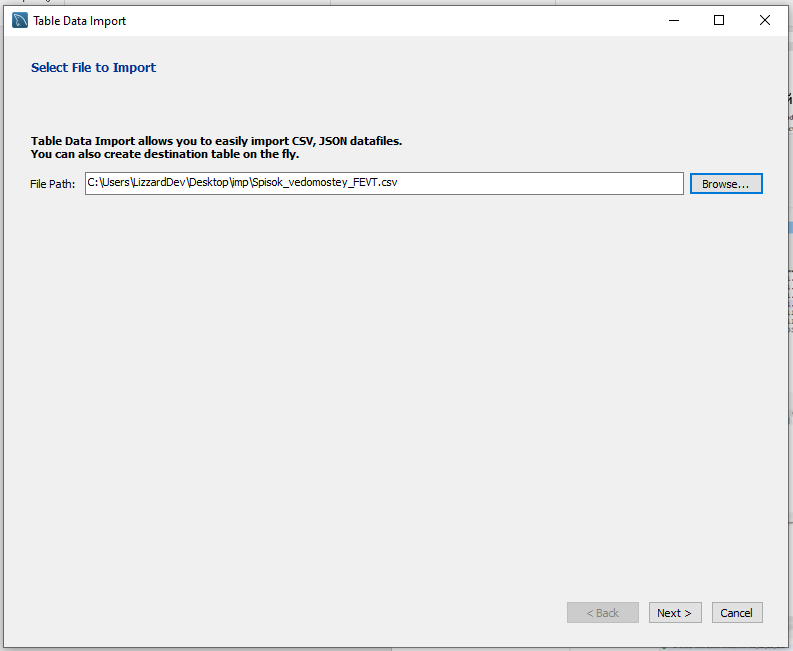 Table Data Import
Select File to Import
Table Data Import allows you to easily import CSV, JSON datafiles.
You can also create destination table on the fly.
File Path: C:\Users\LizzardDev\Desktop\imp\Spisok_vedomostey_FEVT.csv Browse...
< Back Next > Cancel